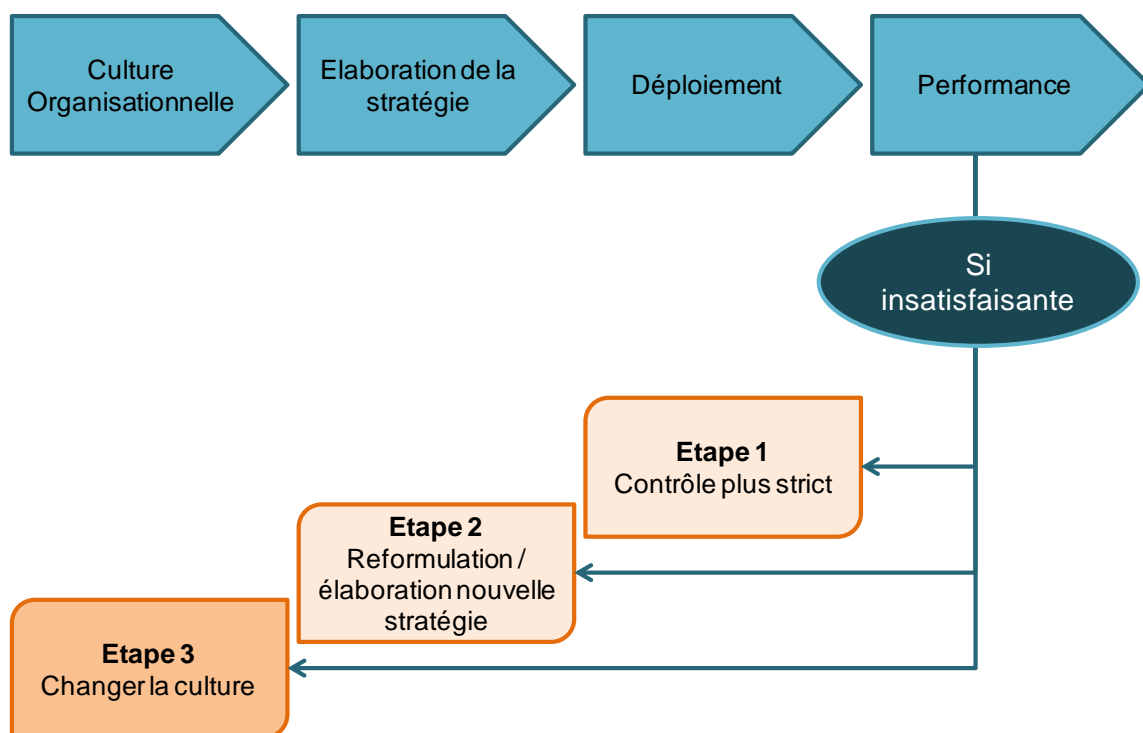 Culture
Organisationnelle
Elaboration de la
stratégie
Déploiement
Performance
Si
insatisfaisante
Etape 1
Contrôle plus strict
Etape 2
Reformulation /
élaboration nouvelle
stratégie
Etape 3
Changer la culture